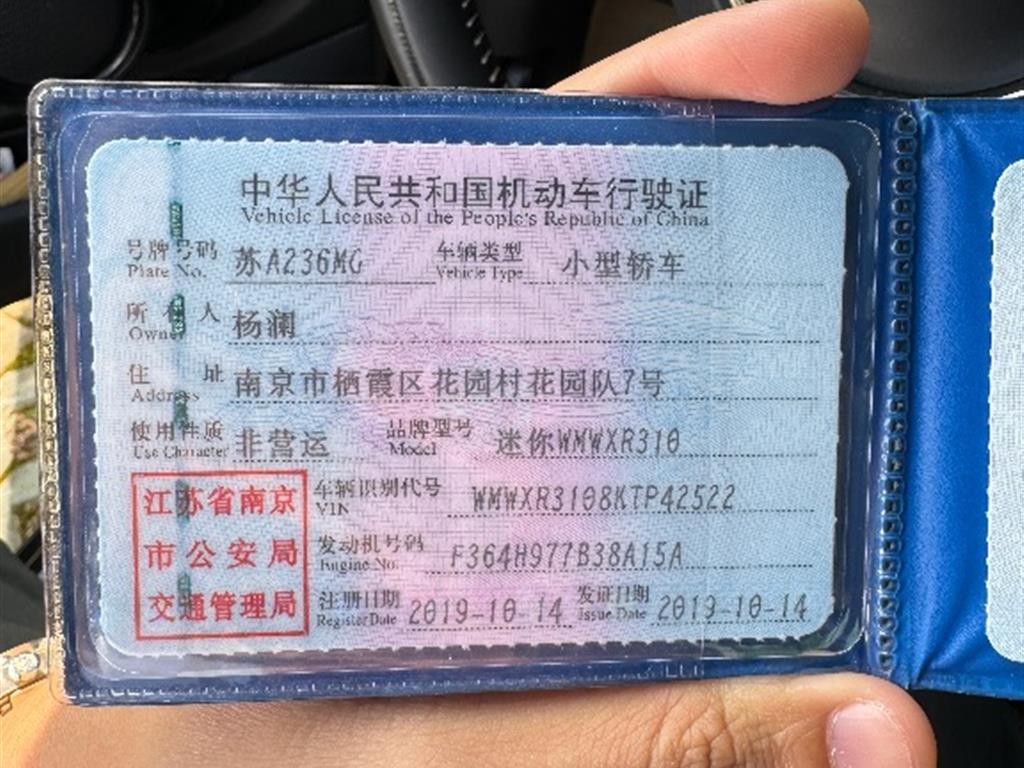 中华人民共和国机动车行驶证
Vehicle License of the People's Republic of China
号牌号码 苏A236MG 车辆类型 小型轿车
Plate No. Vehicle Type
所有人 杨澜
Owner
住址 南京市栖霞区花园村花园队7号
Address
使用性质 非营运 品牌型号 迷你WMWXR310
Use Character Model
江苏省南京 车辆识别代号 WMWXR3108KTP42522
VIN
市公安局 发动机号码 F364H977B38A15A
Engine No.
交通管理局 注册日期 2019-10-14 发证日期 2019-10-14
Register Date Issue Date